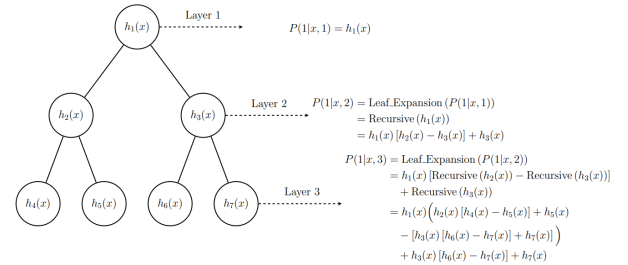 h₁(x)
Layer 1
P(1|x, 1) = h₁(x)
h₂(x)
h₃(x)
Layer 2
P(1|x, 2) = Leaf_Expansion (P(1|x, 1))
= Recursive (h₁(x))
= h₁(x) [h₂(x) − h₃(x)] + h₃(x)
h₄(x)
h₅(x)
h₆(x)
h₇(x)
Layer 3
P(1|x, 3) = Leaf_Expansion (P(1|x, 2))
= h₁(x) [Recursive (h₂(x)) − Recursive (h₃(x))]
+ Recursive (h₃(x))
= h₁(x) (h₂(x) [h₄(x) − h₅(x)] + h₅(x)
− [h₃(x) [h₆(x) − h₇(x)] + h₇(x)])
+ h₃(x) [h₆(x) − h₇(x)] + h₇(x)